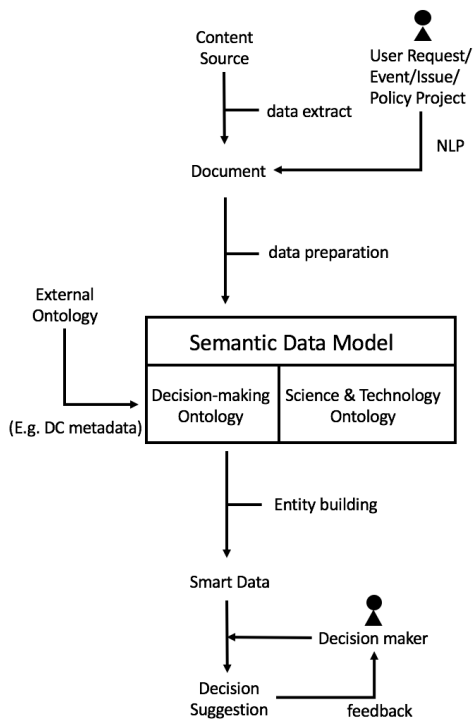 Content
Source
User Request/
Event/Issue/
Policy Project
data extract
NLP
Document
data preparation
External
Ontology
(E.g. DC metadata)
Semantic Data Model
Decision-making
Ontology
Science & Technology
Ontology
Entity building
Smart Data
Decision maker
Decision
Suggestion
feedback